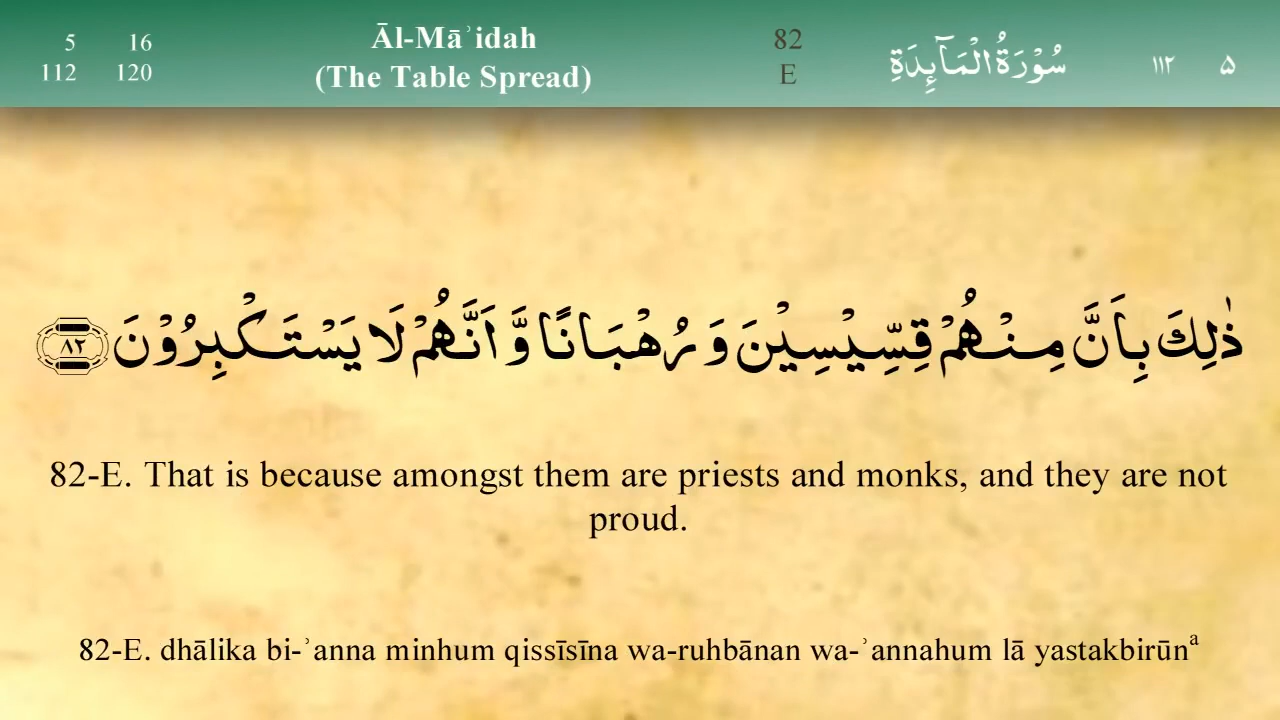 5 16
112 120
Āl-Māʾidah
(The Table Spread)
82
E
سُوْرَةُ الْمَآئِدَةِ
١١٢ ۵
ذٰلِكَ بِاَنَّ مِنْهُمْ قِسِّيْسِيْنَ وَ رُهْبَانًا وَّ اَنَّهُمْ لَا يَسْتَكْبِرُوْنَ ٨٢
82-E. That is because amongst them are priests and monks, and they are not
proud.
82-E. dhālika bi-ʾanna minhum qissīsīna wa-ruhbānan wa-ʾannahum lā yastakbirūnᵃ